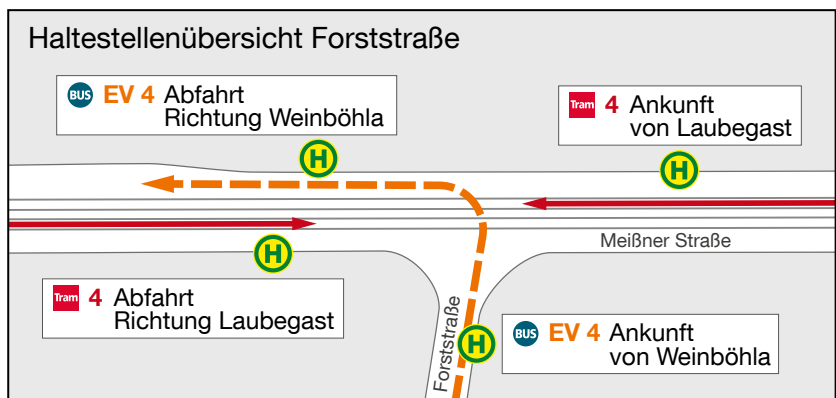 Haltestellenübersicht Forststraße
BUS EV 4 Abfahrt
Richtung Weinböhla
Tram 4 Ankunft
von Laubegast
H
H
Meißner Straße
H
Tram 4 Abfahrt
Richtung Laubegast
Forststraße
H
BUS EV 4 Ankunft
von Weinböhla